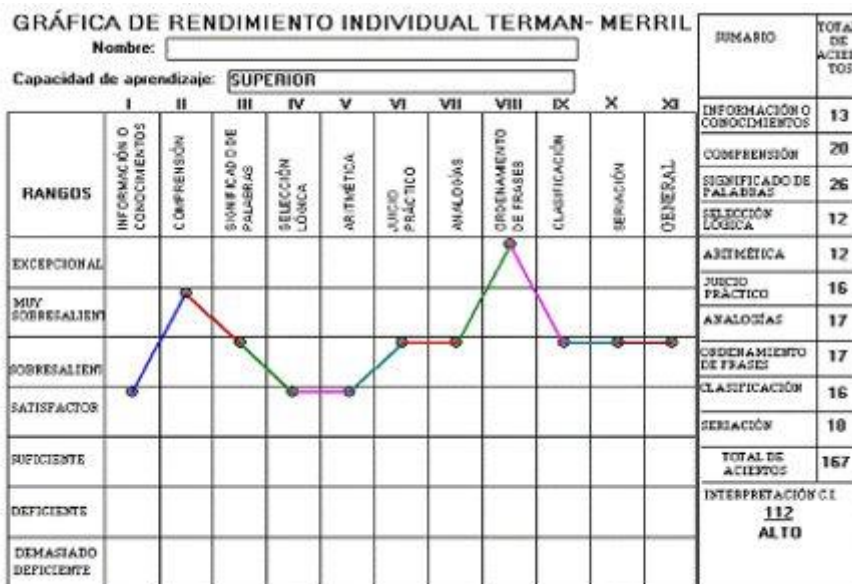 GRÁFICA DE RENDIMIENTO INDIVIDUAL TERMAN- MERRIL
Nombre:
Capacidad de aprendizaje: SUPERIOR
I II III IV V VI VII VIII IX X XI
RANGOS
INFORMACIÓN O
CONOCIMIENTOS
COMPRENSIÓN
SIGNIFICADO DE
PALABRAS
SELECCIÓN
LÓGICA
ARITMÉTICA
JUICIO
PRÁCTICO
ANALOGÍAS
ORDENAMIENTO
DE FRASES
CLASIFICACIÓN
SERIACIÓN
GENERAL
EXCEPCIONAL
MUY
SOBRESALIENT
SOBRESALIENT
SATISFACTOR
SUFICIENTE
DEFICIENTE
DEMASIADO
DEFICIENTE
SUMARIO
TOTAL
DE
ACIER
TOS
INFORMACIÓN O
CONOCIMIENTOS 13
COMPRENSIÓN 20
SIGNIFICADO DE
PALABRAS 26
SELECCIÓN
LÓGICA 12
ARITMÉTICA 12
JUICIO
PRÁCTICO 16
ANALOGÍAS 17
ORDENAMIENTO
DE FRASES 17
CLASIFICACIÓN 16
SERIACIÓN 18
TOTAL DE
ACIERTOS 167
INTERPRETACIÓN C.I.
112
ALTO